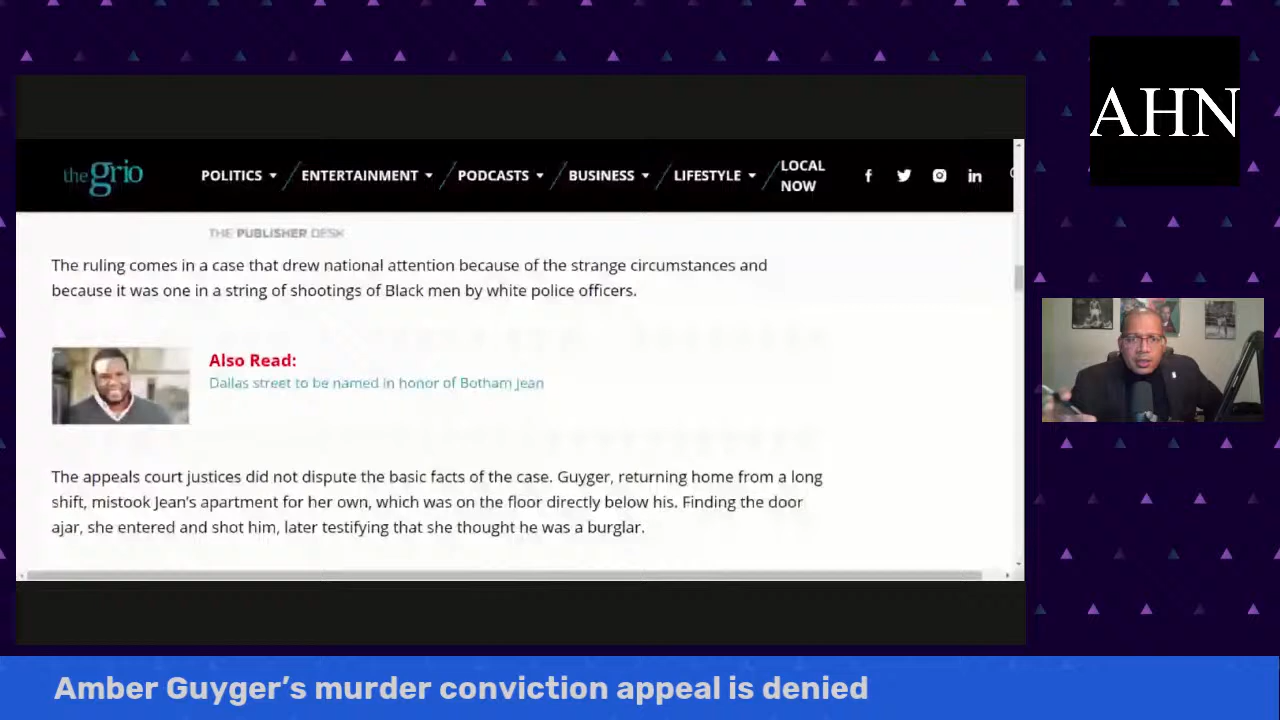 AHN
the grio
POLITICS
ENTERTAINMENT
PODCASTS
BUSINESS
LIFESTYLE
LOCAL
NOW
THE PUBLISHER DESK
The ruling comes in a case that drew national attention because of the strange circumstances and
because it was one in a string of shootings of Black men by white police officers.
Also Read:
Dallas street to be named in honor of Botham Jean
The appeals court justices did not dispute the basic facts of the case. Guyger, returning home from a long
shift, mistook Jean’s apartment for her own, which was on the floor directly below his. Finding the door
ajar, she entered and shot him, later testifying that she thought he was a burglar.
Amber Guyger’s murder conviction appeal is denied